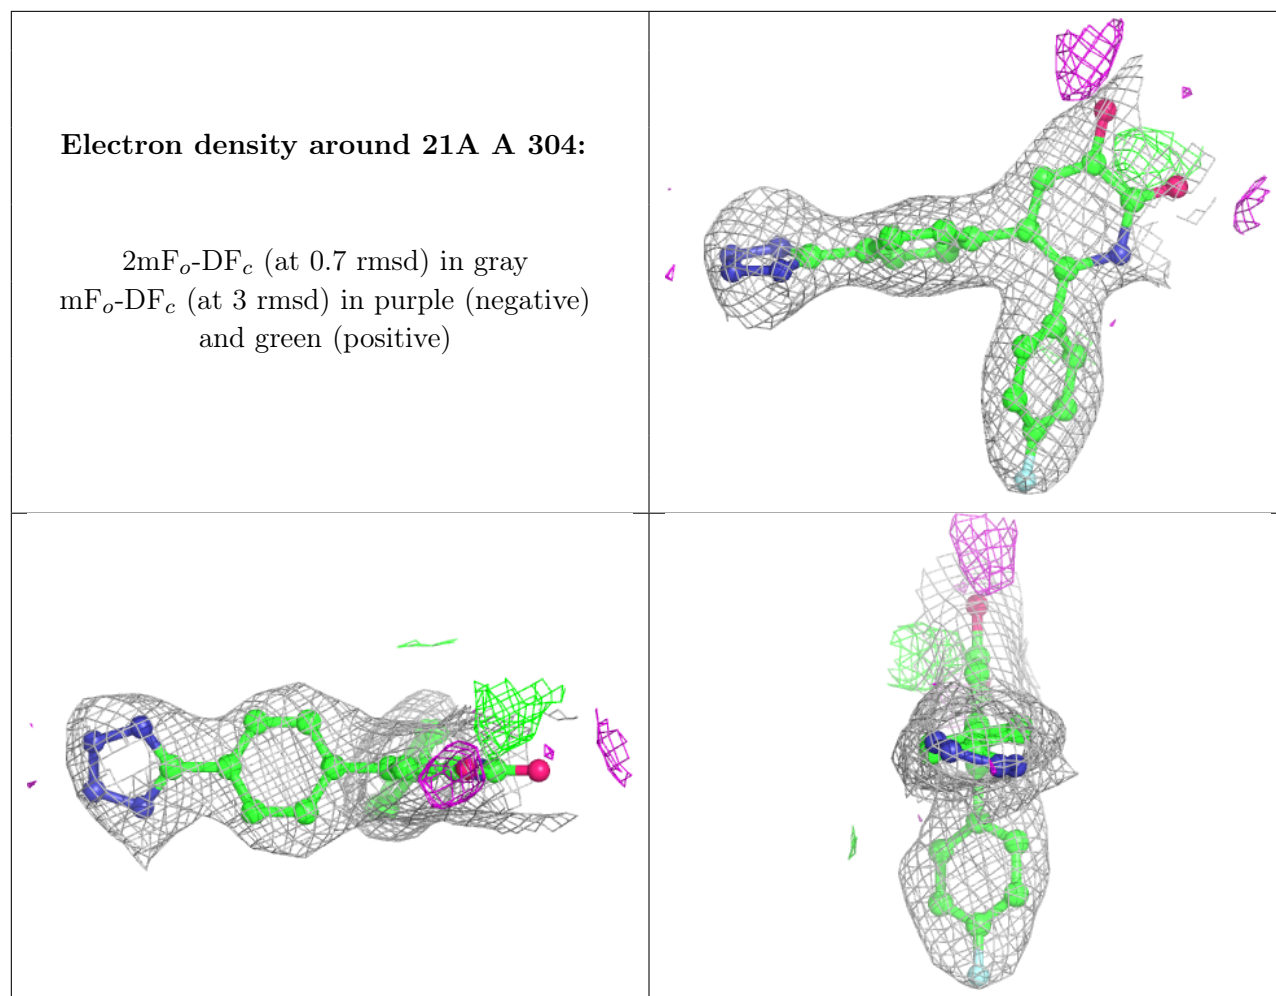 Electron density around 21A A 304:
2mFo-DFc (at 0.7 rmsd) in gray
mFo-DFc (at 3 rmsd) in purple (negative)
and green (positive)